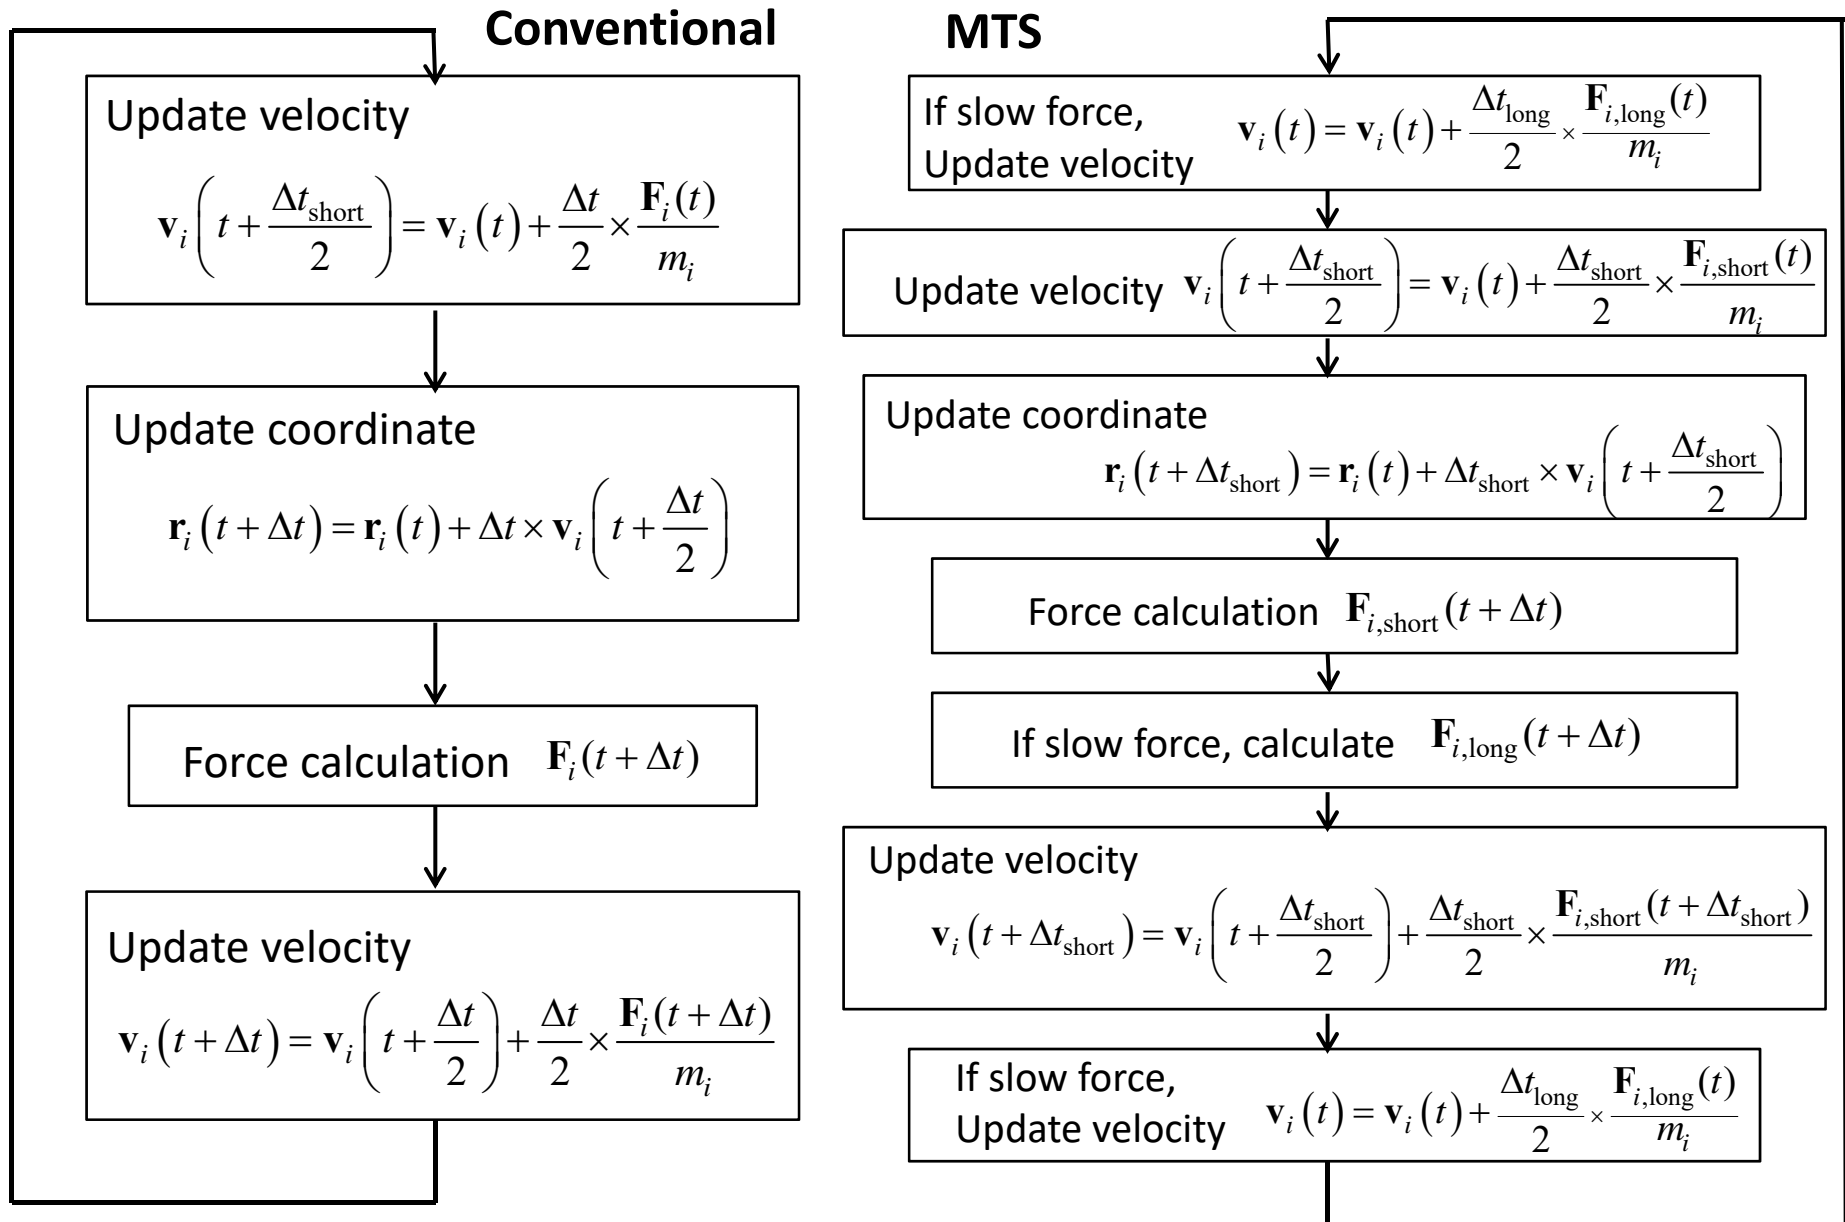 Conventional
Update velocity
v_i(t + Δt_short/2) = v_i(t) + Δt/2 × F_i(t)/m_i
Update coordinate
r_i(t + Δt) = r_i(t) + Δt × v_i(t + Δt/2)
Force calculation F_i(t + Δt)
Update velocity
v_i(t + Δt) = v_i(t + Δt/2) + Δt/2 × F_i(t + Δt)/m_i
MTS
If slow force,
Update velocity v_i(t) = v_i(t) + Δt_long/2 × F_i,long(t)/m_i
Update velocity v_i(t + Δt_short/2) = v_i(t) + Δt_short/2 × F_i,short(t)/m_i
Update coordinate
r_i(t + Δt_short) = r_i(t) + Δt_short × v_i(t + Δt_short/2)
Force calculation F_i,short(t + Δt)
If slow force, calculate F_i,long(t + Δt)
Update velocity
v_i(t + Δt_short) = v_i(t + Δt_short/2) + Δt_short/2 × F_i,short(t + Δt_short)/m_i
If slow force,
Update velocity v_i(t) = v_i(t) + Δt_long/2 × F_i,long(t)/m_i